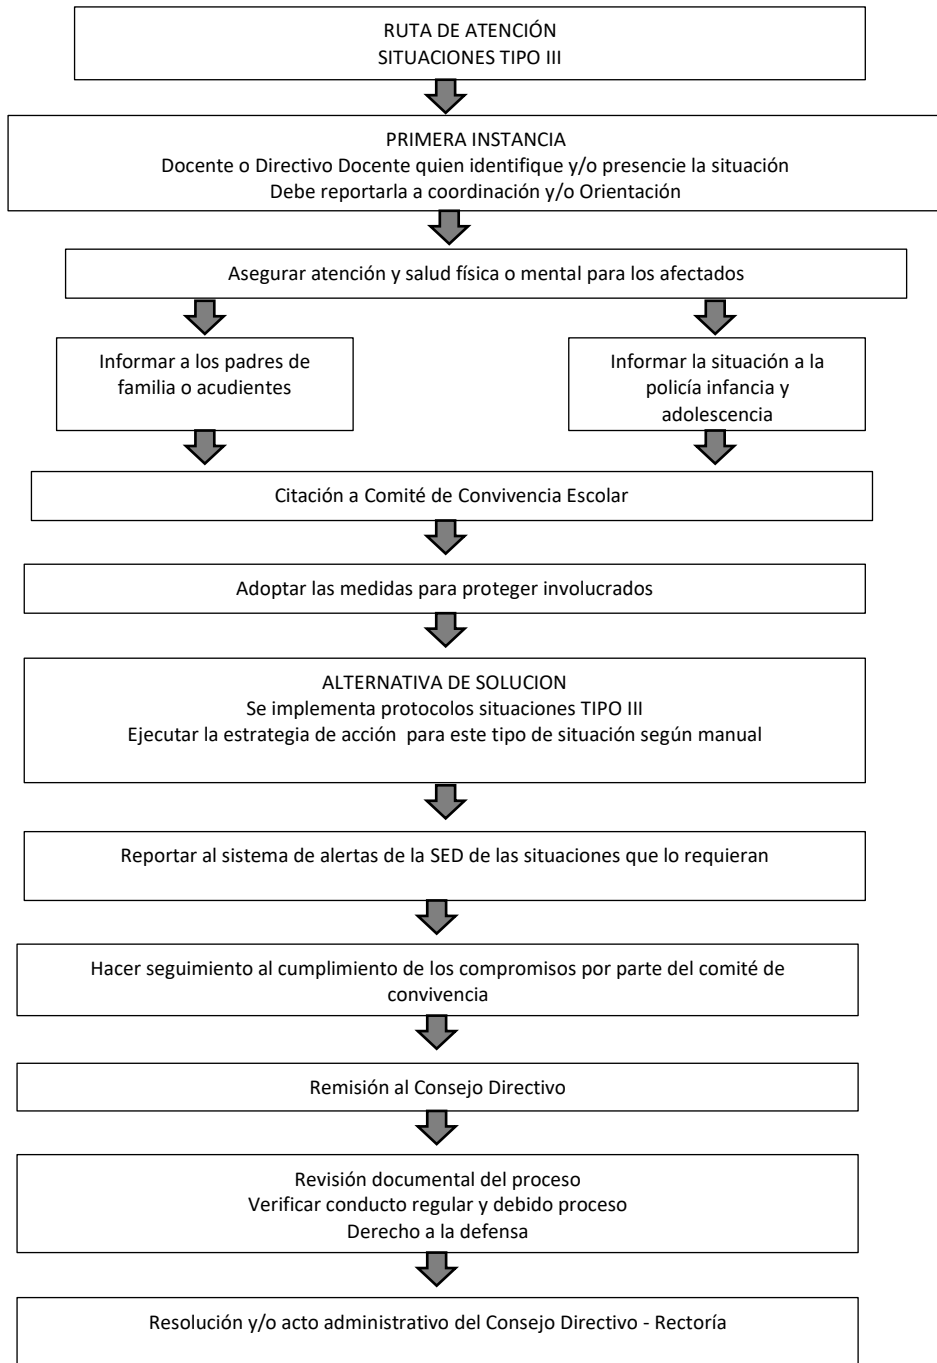 RUTA DE ATENCIÓN
SITUACIONES TIPO III
PRIMERA INSTANCIA
Docente o Directivo Docente quien identifique y/o presencie la situación
Debe reportarla a coordinación y/o Orientación
Asegurar atención y salud física o mental para los afectados
Informar a los padres de
familia o acudientes
Informar la situación a la
policía infancia y
adolescencia
Citación a Comité de Convivencia Escolar
Adoptar las medidas para proteger involucrados
ALTERNATIVA DE SOLUCION
Se implementa protocolos situaciones TIPO III
Ejecutar la estrategia de acción  para este tipo de situación según manual
Reportar al sistema de alertas de la SED de las situaciones que lo requieran
Hacer seguimiento al cumplimiento de los compromisos por parte del comité de
convivencia
Remisión al Consejo Directivo
Revisión documental del proceso
Verificar conducto regular y debido proceso
Derecho a la defensa
Resolución y/o acto administrativo del Consejo Directivo - Rectoría